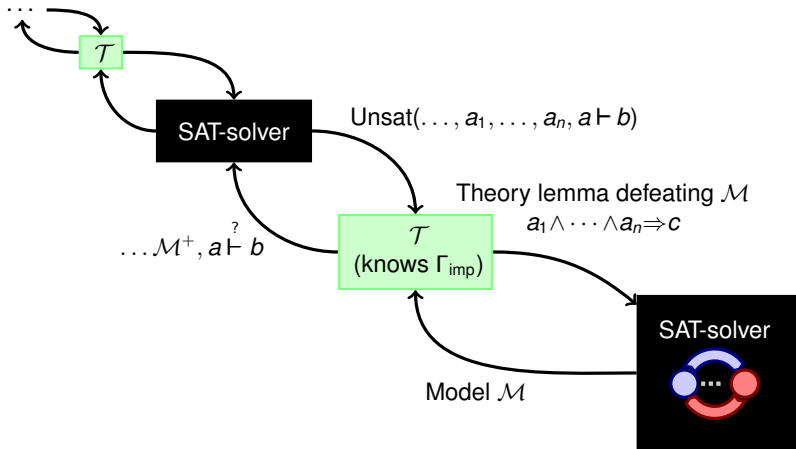 ...
𝒯
SAT-solver
Unsat(..., a₁, ..., aₙ, a ⊢ b)
Theory lemma defeating ℳ
a₁ ∧ ··· ∧ aₙ ⇒ c
𝒯
(knows Γ_imp)
?
... ℳ⁺, a ⊢ b
SAT-solver
...
Model ℳ